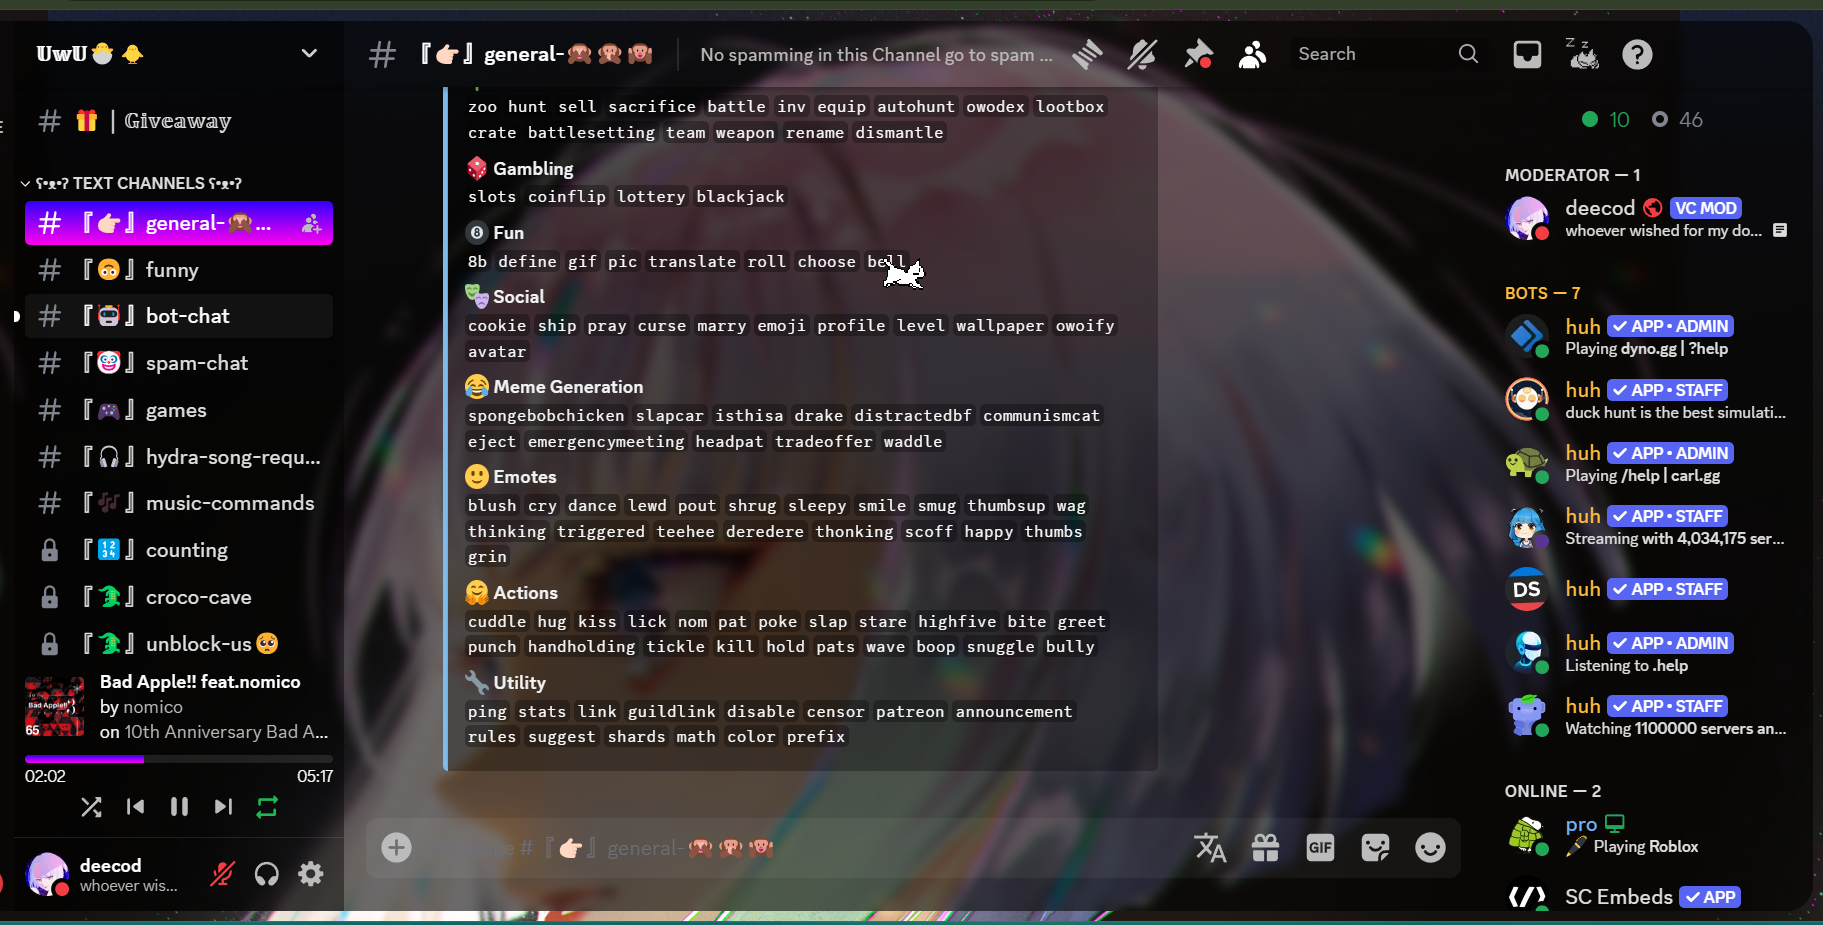 UwU🐣 🐥
# 🎁 | 𝔾𝕚𝕧𝕖𝕒𝕨𝕒𝕪
ʕ•ᴥ•ʔ TEXT CHANNELS ʕ•ᴥ•ʔ
# 『👉🏻』general-🙈...
# 『🙃』funny
# 『🤖』bot-chat
# 『🤡』spam-chat
# 『🎮』games
# 『🎧』hydra-song-requ...
# 『🎶』music-commands
『🔢』counting
『🐊』croco-cave
『🐊』unblock-us🥺
Bad Apple!! feat.nomico
by nomico
on 10th Anniversary Bad A...
Bad Apple!!
65
02:02 05:17
deecod
whoever wis...
# 『👉🏻』general-🙈🙊🙉 No spamming in this Channel go to spam ... Search
zoo hunt sell sacrifice battle inv equip autohunt owodex lootbox
crate battlesetting team weapon rename dismantle
🎲 Gambling
slots coinflip lottery blackjack
🎱 Fun
8b define gif pic translate roll choose bell
🎭 Social
cookie ship pray curse marry emoji profile level wallpaper owoify
avatar
😂 Meme Generation
spongebobchicken slapcar isthisa drake distractedbf communismcat
eject emergencymeeting headpat tradeoffer waddle
🙂 Emotes
blush cry dance lewd pout shrug sleepy smile smug thumbsup wag
thinking triggered teehee deredere thonking scoff happy thumbs
grin
🤗 Actions
cuddle hug kiss lick nom pat poke slap stare highfive bite greet
punch handholding tickle kill hold pats wave boop snuggle bully
🔧 Utility
ping stats link guildlink disable censor patreon announcement
rules suggest shards math color prefix
# 『👉🏻』general-🙈🙊🙉
GIF
10 46
MODERATOR — 1
deecod VC MOD
whoever wished for my do...
BOTS — 7
huh ✓ APP • ADMIN
Playing dyno.gg | ?help
huh ✓ APP • STAFF
duck hunt is the best simulati...
huh ✓ APP • ADMIN
Playing /help | carl.gg
huh ✓ APP • STAFF
Streaming with 4,034,175 ser...
DS huh ✓ APP • STAFF
huh ✓ APP • ADMIN
Listening to .help
huh ✓ APP • STAFF
Watching 1100000 servers an...
ONLINE — 2
pro
Playing Roblox
SC Embeds ✓ APP